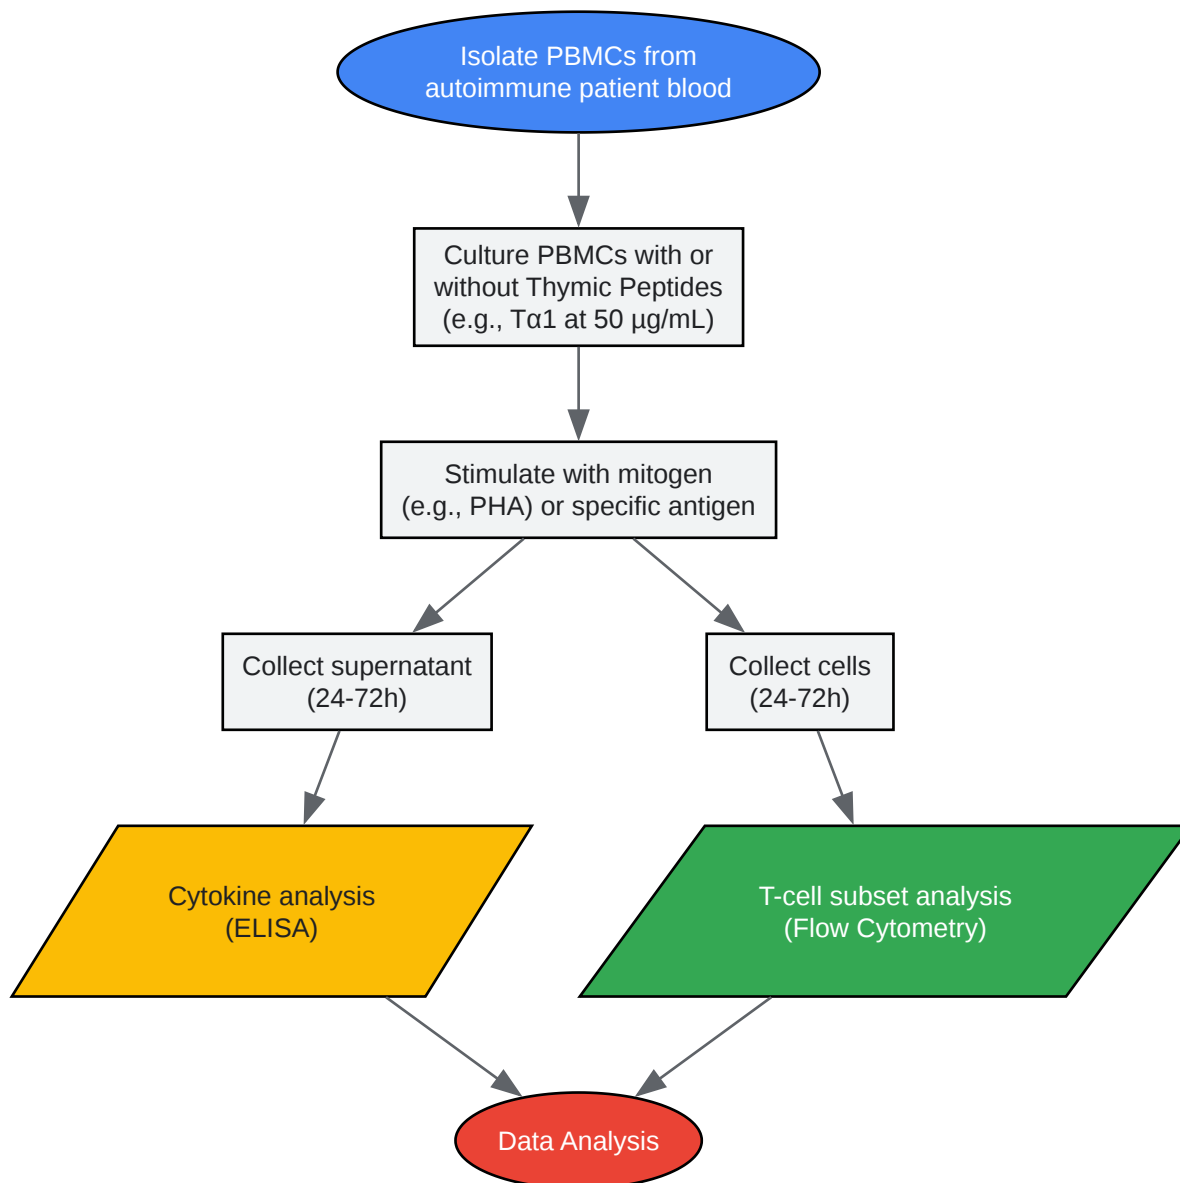 Isolate PBMCs from
autoimmune patient blood
Culture PBMCs with or
without Thymic Peptides
(e.g., Tα1 at 50 µg/mL)
Stimulate with mitogen
(e.g., PHA) or specific antigen
Collect supernatant
(24-72h)
Collect cells
(24-72h)
Cytokine analysis
(ELISA)
T-cell subset analysis
(Flow Cytometry)
Data Analysis